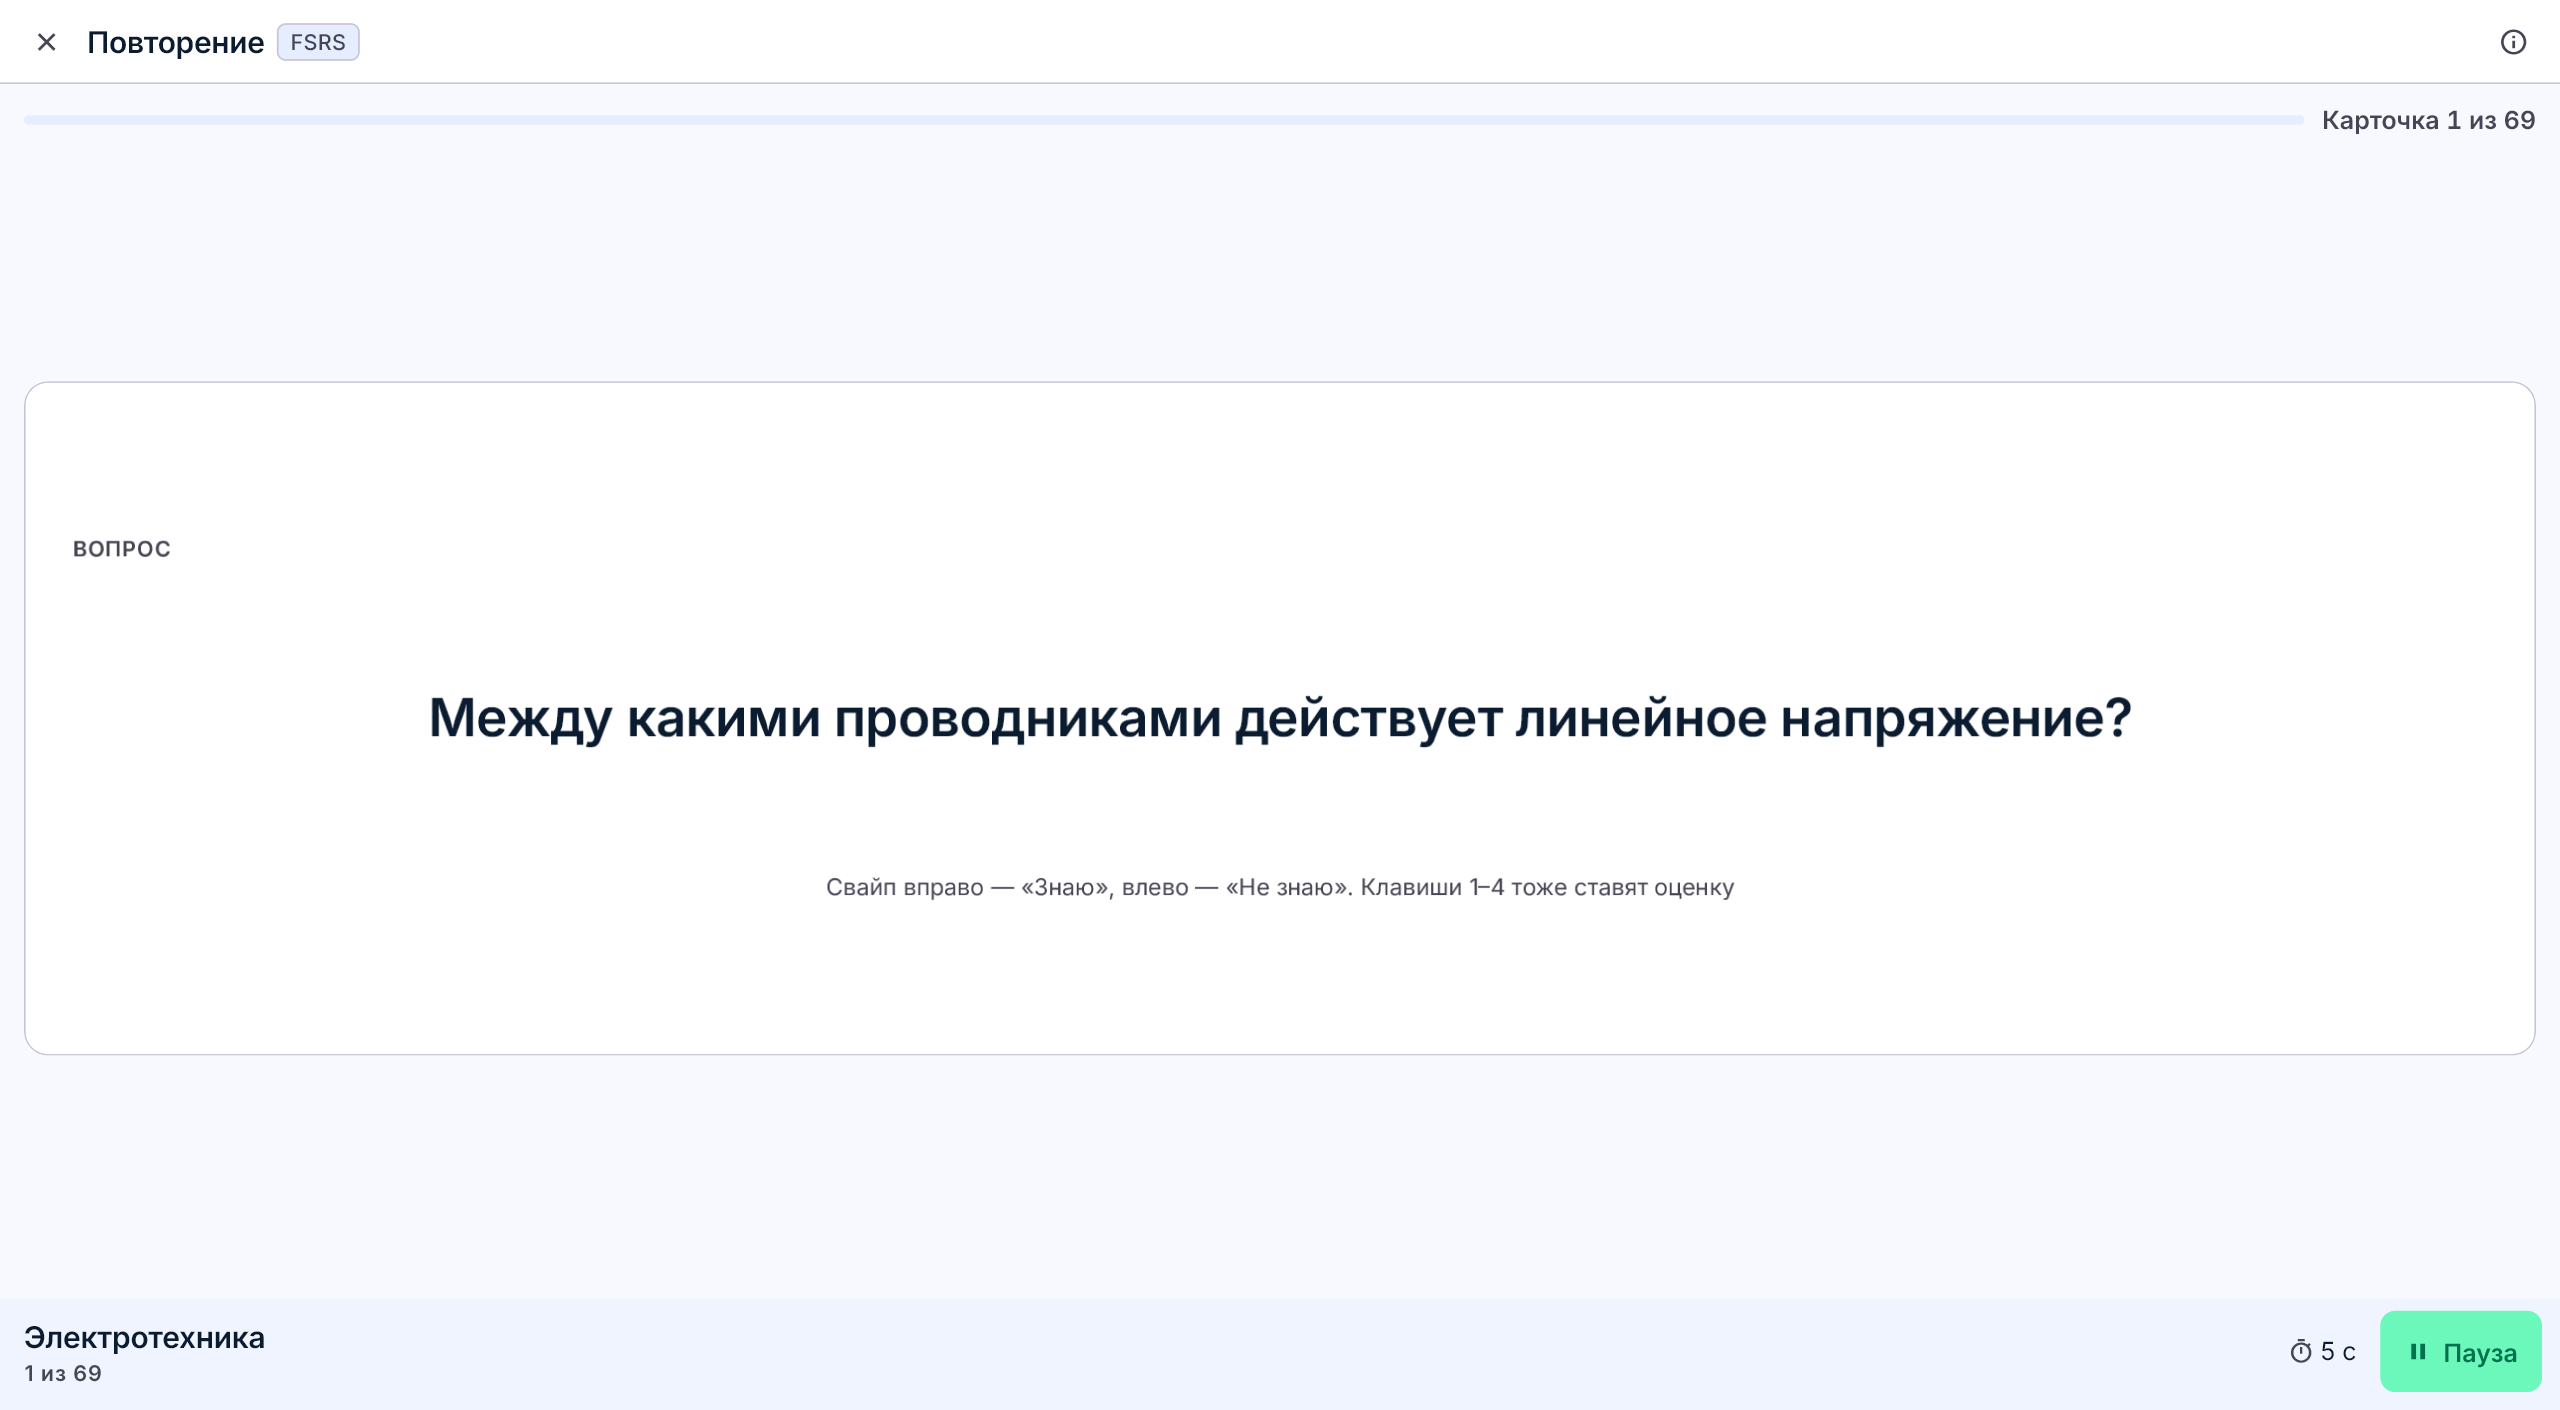 Повторение FSRS
Карточка 1 из 69
ВОПРОС
Между какими проводниками действует линейное напряжение?
Свайп вправо — «Знаю», влево — «Не знаю». Клавиши 1–4 тоже ставят оценку
Электротехника
1 из 69
5 с
Пауза